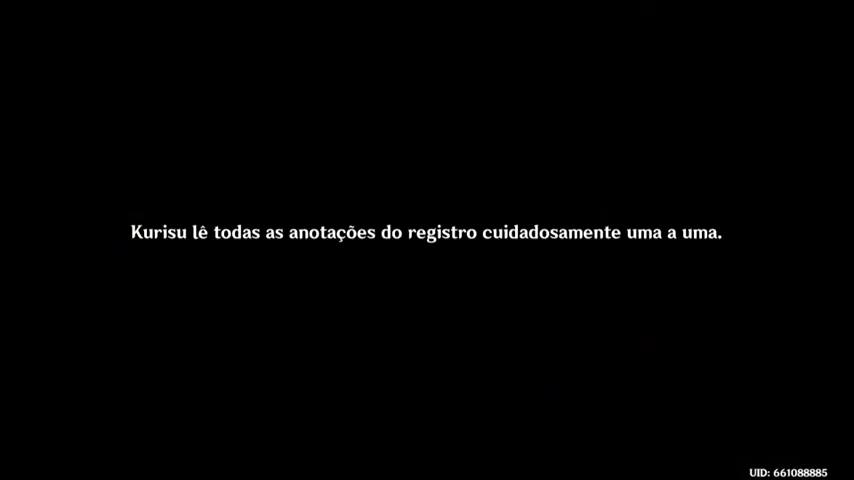 Kurisu lê todas as anotações do registro cuidadosamente uma a uma.
UID: 661088885